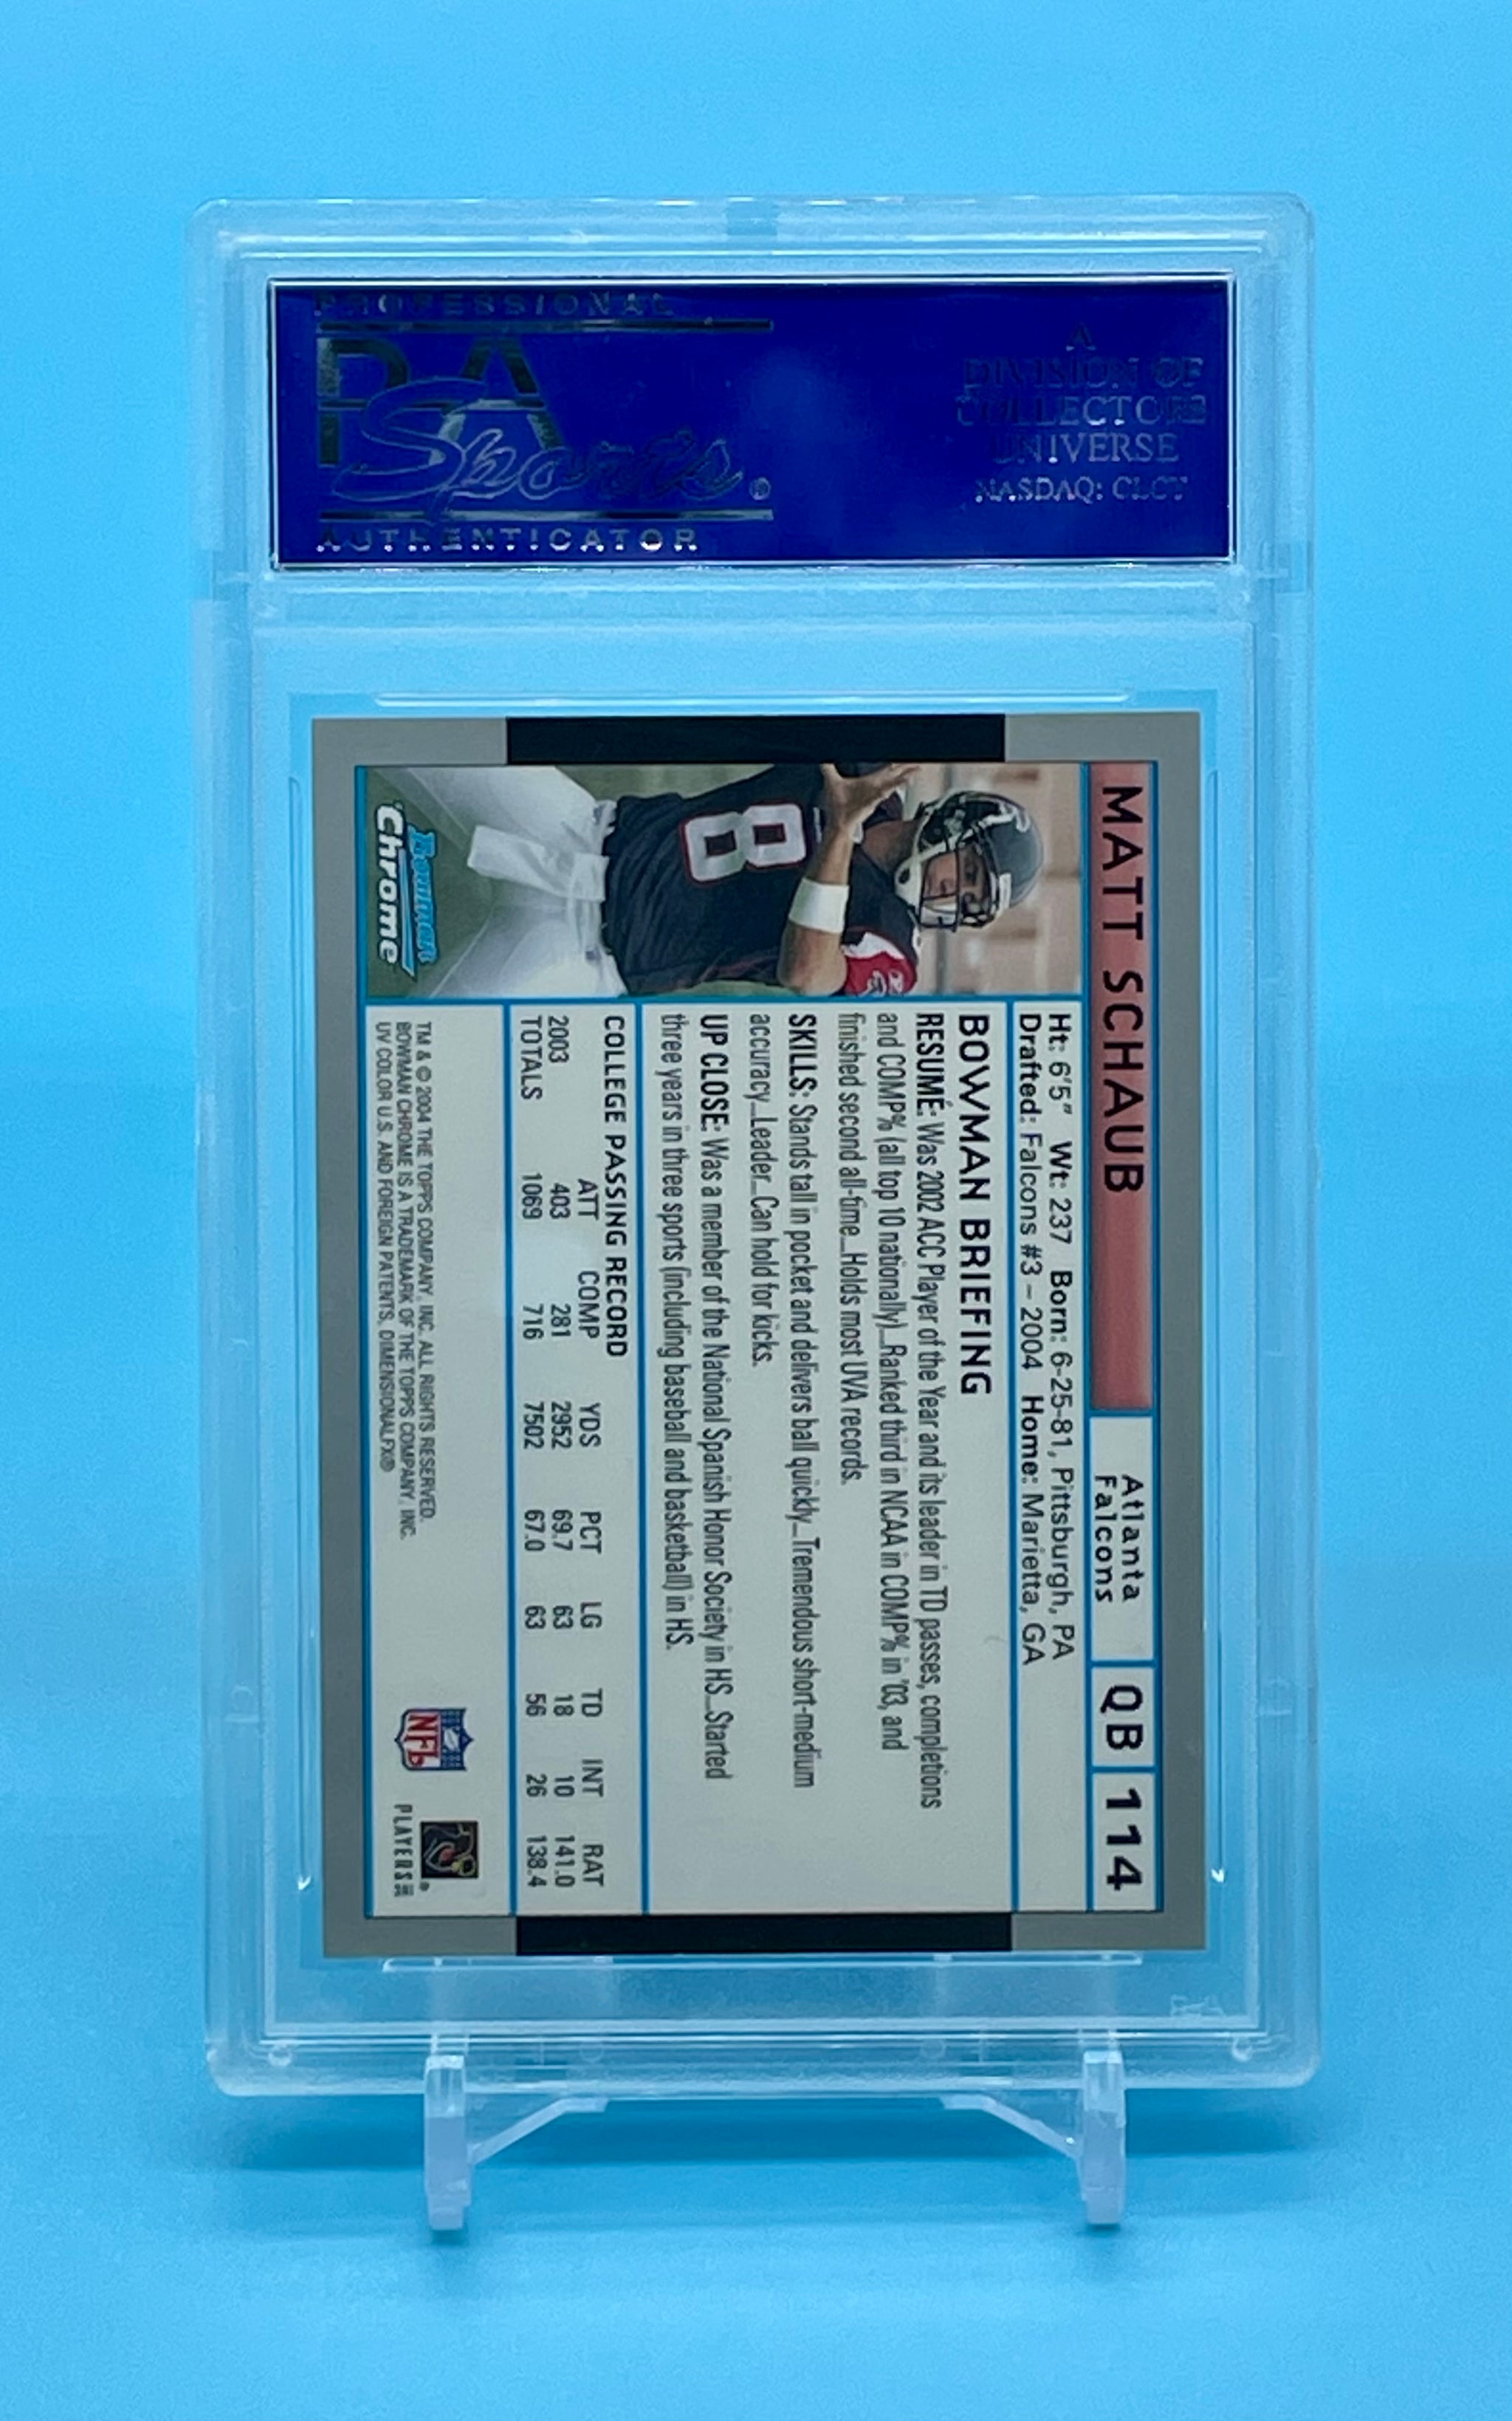 PROFESSIONAL
PSA
Sports®
AUTHENTICATOR
A
DIVISION OF
COLLECTORS
UNIVERSE
NASDAQ: CLCT
MATT SCHAUB
Atlanta
Falcons
QB
114
Ht: 6'5" Wt: 237 Born: 6-25-81, Pittsburgh, PA
Drafted: Falcons #3 – 2004 Home: Marietta, GA
BOWMAN BRIEFING
RESUMÉ: Was 2002 ACC Player of the Year and its leader in TD passes, completions
and COMP% (all top 10 nationally)...Ranked third in NCAA in COMP% in '03, and
finished second all-time...Holds most UVA records.
SKILLS: Stands tall in pocket and delivers ball quickly...Tremendous short-medium
accuracy...Leader...Can hold for kicks.
UP CLOSE: Was a member of the National Spanish Honor Society in HS...Started
three years in three sports (including baseball and basketball) in HS.
COLLEGE PASSING RECORD
ATT COMP YDS PCT LG TD INT RAT
2003 403 281 2952 69.7 63 18 10 141.0
TOTALS 1069 716 7502 67.0 63 56 26 138.4
8
Bowman
Chrome
TM & © 2004 THE TOPPS COMPANY, INC. ALL RIGHTS RESERVED.
BOWMAN CHROME IS A TRADEMARK OF THE TOPPS COMPANY, INC.
UV COLOR U.S. AND FOREIGN PATENTS, DIMENSIONALFX®
NFL
PLAYERS